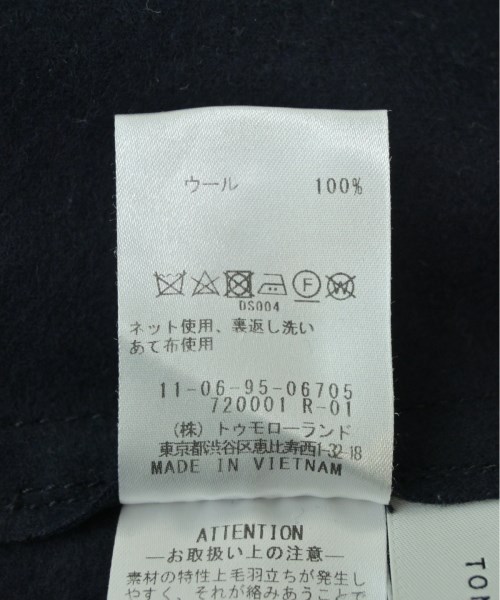 ウール 100%
F W
DS004
ネット使用、裏返し洗い
あて布使用
11-06-95-06705
720001 R-01
(株)トゥモローランド
東京都渋谷区恵比寿西1-32-18
MADE IN VIETNAM
ATTENTION
―お取扱い上の注意―
素材の特性上毛羽立ちが発生し
やすく、それが絡みあうことで
TOM